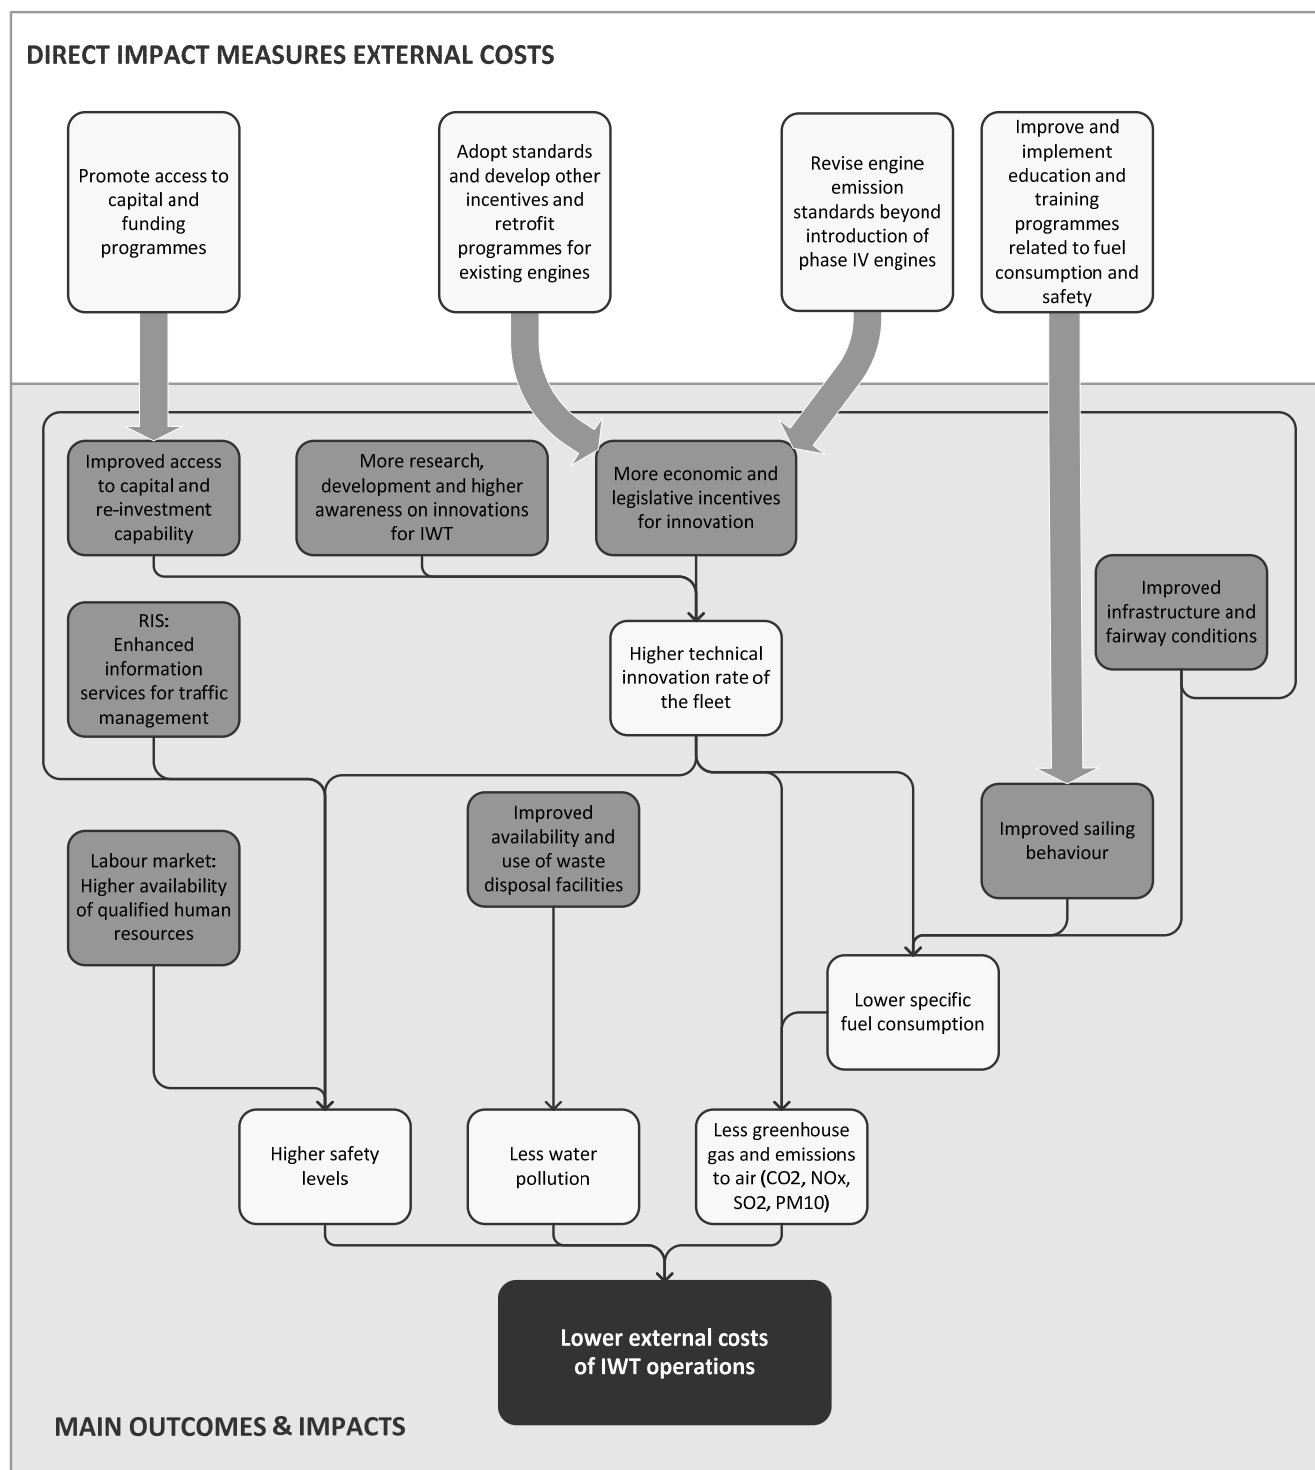 DIRECT IMPACT MEASURES EXTERNAL COSTS
Promote access to
capital and
funding
programmes
Adopt standards
and develop other
incentives and
retrofit
programmes for
existing engines
Revise engine
emission
standards beyond
introduction of
phase IV engines
Improve and
implement
education and
training
programmes
related to fuel
consumption and
safety
Improved access
to capital and
re-investment
capability
More research,
development and higher
awareness on innovations
for IWT
More economic and
legislative incentives
for innovation
Improved
infrastructure and
fairway conditions
RIS:
Enhanced
information
services for traffic
management
Higher technical
innovation rate of
the fleet
Improved
availability and
use of waste
disposal facilities
Improved sailing
behaviour
Labour market:
Higher availability
of qualified human
resources
Lower specific
fuel consumption
Higher safety
levels
Less water
pollution
Less greenhouse
gas and emissions
to air (CO2, NOx,
SO2, PM10)
Lower external costs
of IWT operations
MAIN OUTCOMES & IMPACTS